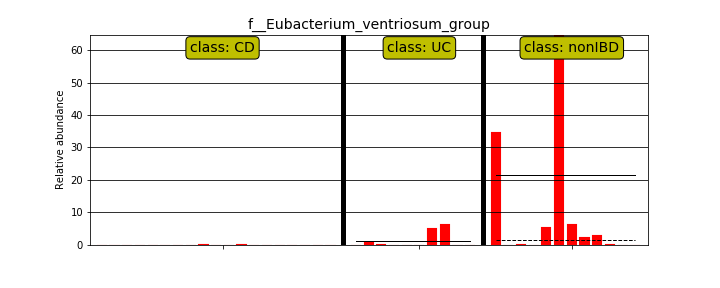 f__Eubacterium_ventriosum_group
class: CD
class: UC
class: nonIBD
Relative abundance
60
50
40
30
20
10
0